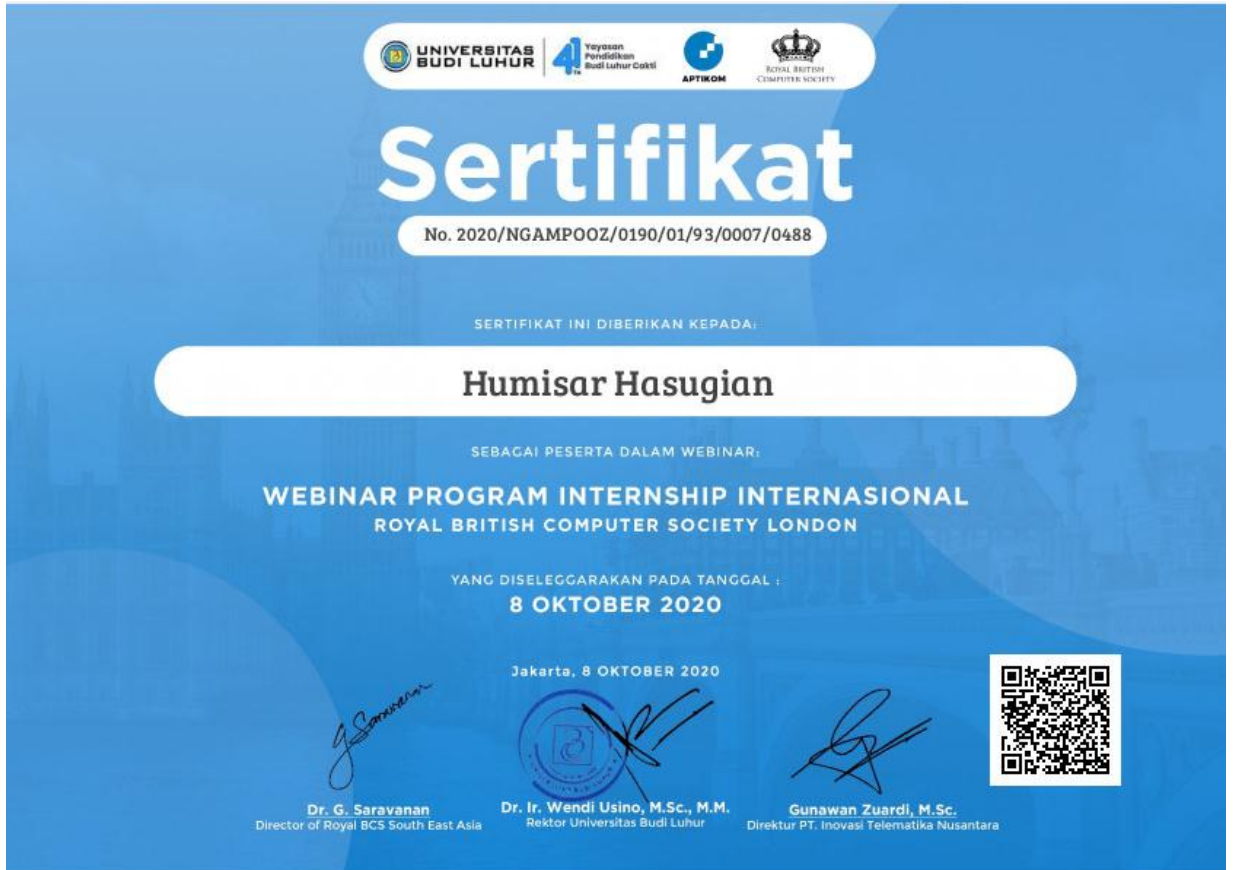 UNIVERSITAS
BUDI LUHUR
41
TH
Yayasan
Pendidikan
Budi Luhur Cakti
APTIKOM
ROYAL BRITISH
COMPUTER SOCIETY
Sertifikat
No. 2020/NGAMPOOZ/0190/01/93/0007/0488
SERTIFIKAT INI DIBERIKAN KEPADA:
Humisar Hasugian
SEBAGAI PESERTA DALAM WEBINAR:
WEBINAR PROGRAM INTERNSHIP INTERNASIONAL
ROYAL BRITISH COMPUTER SOCIETY LONDON
YANG DISELEGGARAKAN PADA TANGGAL :
8 OKTOBER 2020
Jakarta, 8 OKTOBER 2020
G Saravanan
Dr. G. Saravanan
Director of Royal BCS South East Asia
Dr. Ir. Wendi Usino, M.Sc., M.M.
Rektor Universitas Budi Luhur
Gunawan Zuardi, M.Sc.
Direktur PT. Inovasi Telematika Nusantara